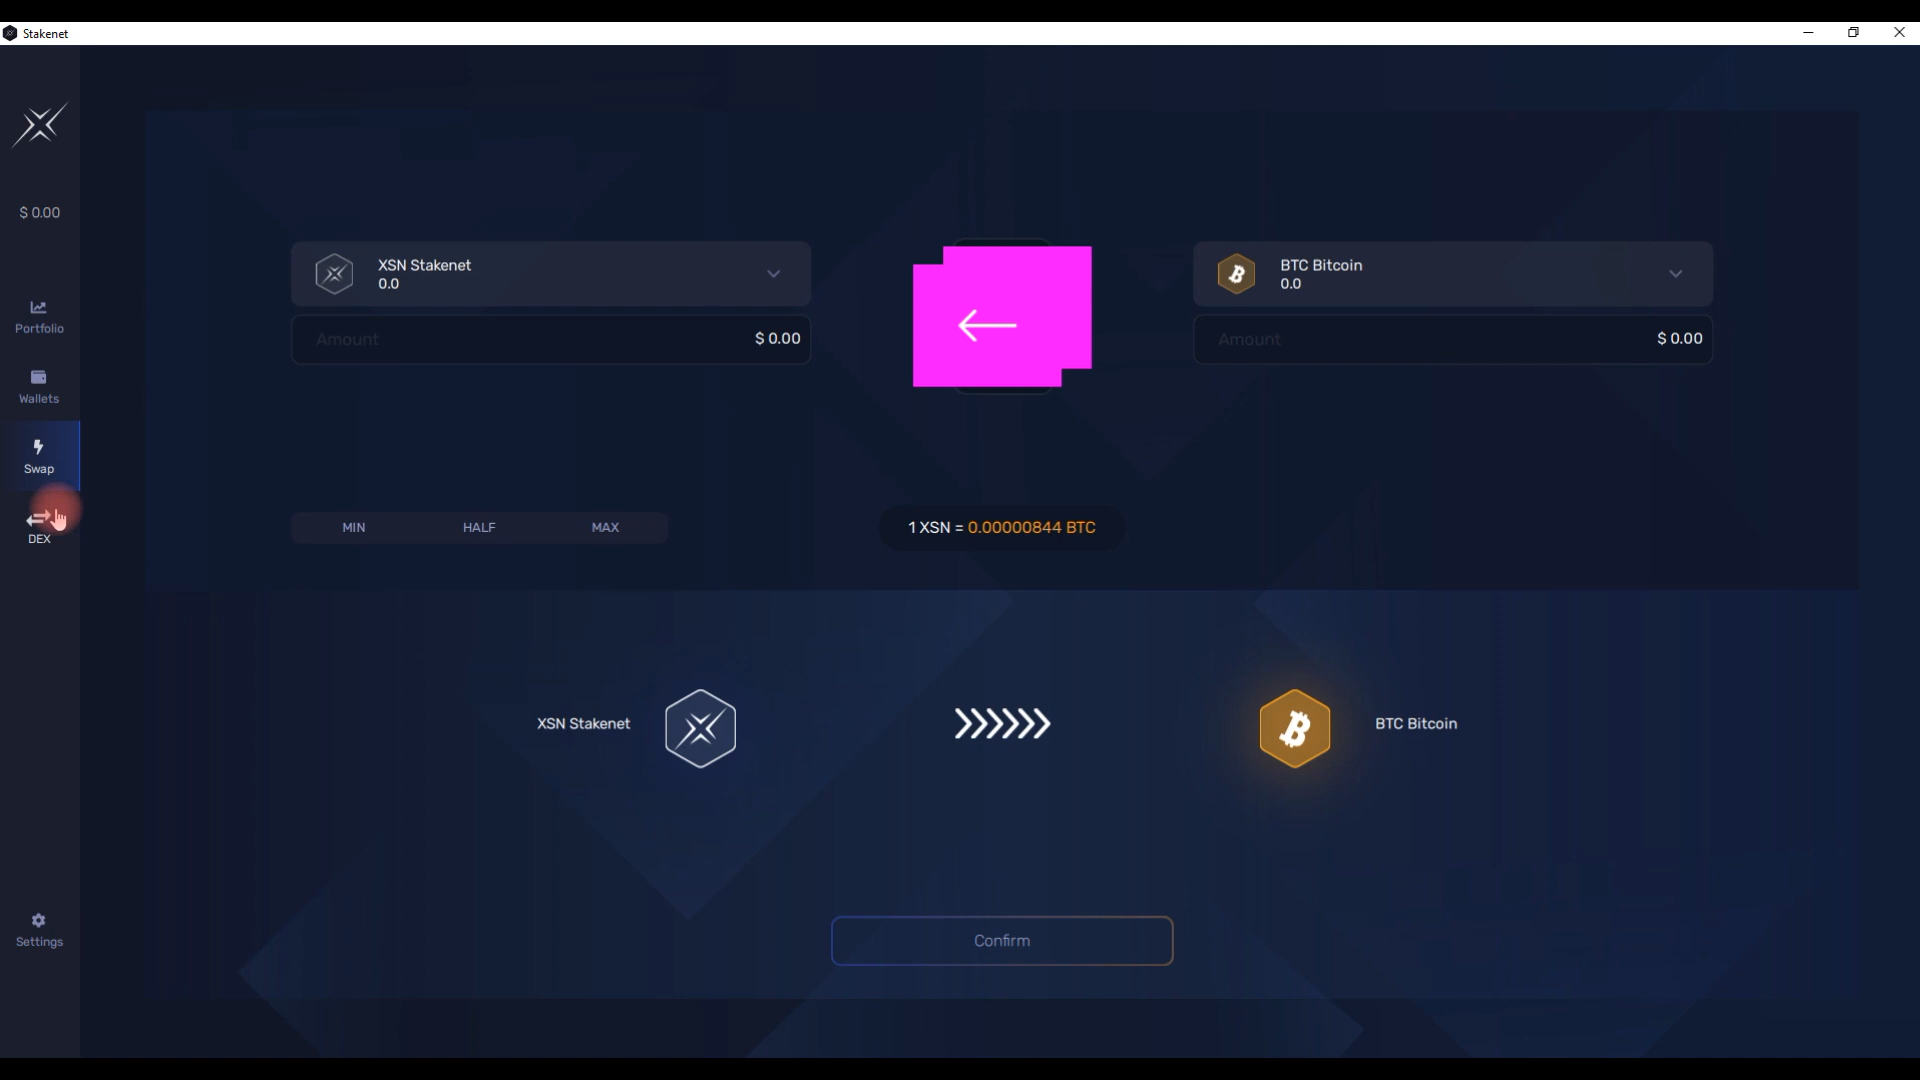 Stakenet
$ 0.00
Portfolio
Wallets
Swap
DEX
Settings
XSN Stakenet
0.0
Amount
$ 0.00
BTC Bitcoin
0.0
Amount
$ 0.00
MIN HALF MAX
1 XSN = 0.00000844 BTC
XSN Stakenet
BTC Bitcoin
Confirm